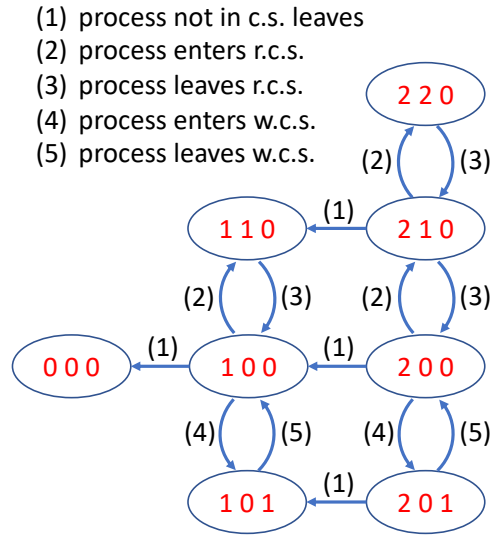 (1) process not in c.s. leaves
(2) process enters r.c.s.
(3) process leaves r.c.s.
(4) process enters w.c.s.
(5) process leaves w.c.s.
2 2 0
(2) (3)
1 1 0 (1) 2 1 0
(2) (3) (2) (3)
0 0 0 (1) 1 0 0 (1) 2 0 0
(4) (5) (4) (5)
1 0 1 (1) 2 0 1